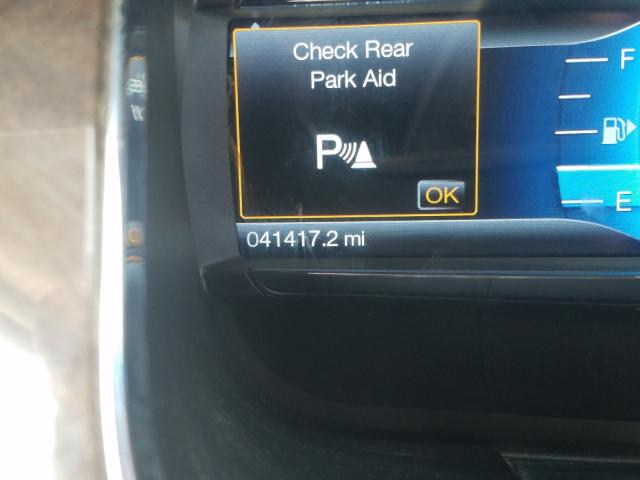 Check Rear
Park Aid
P
OK
041417.2 mi
F
E